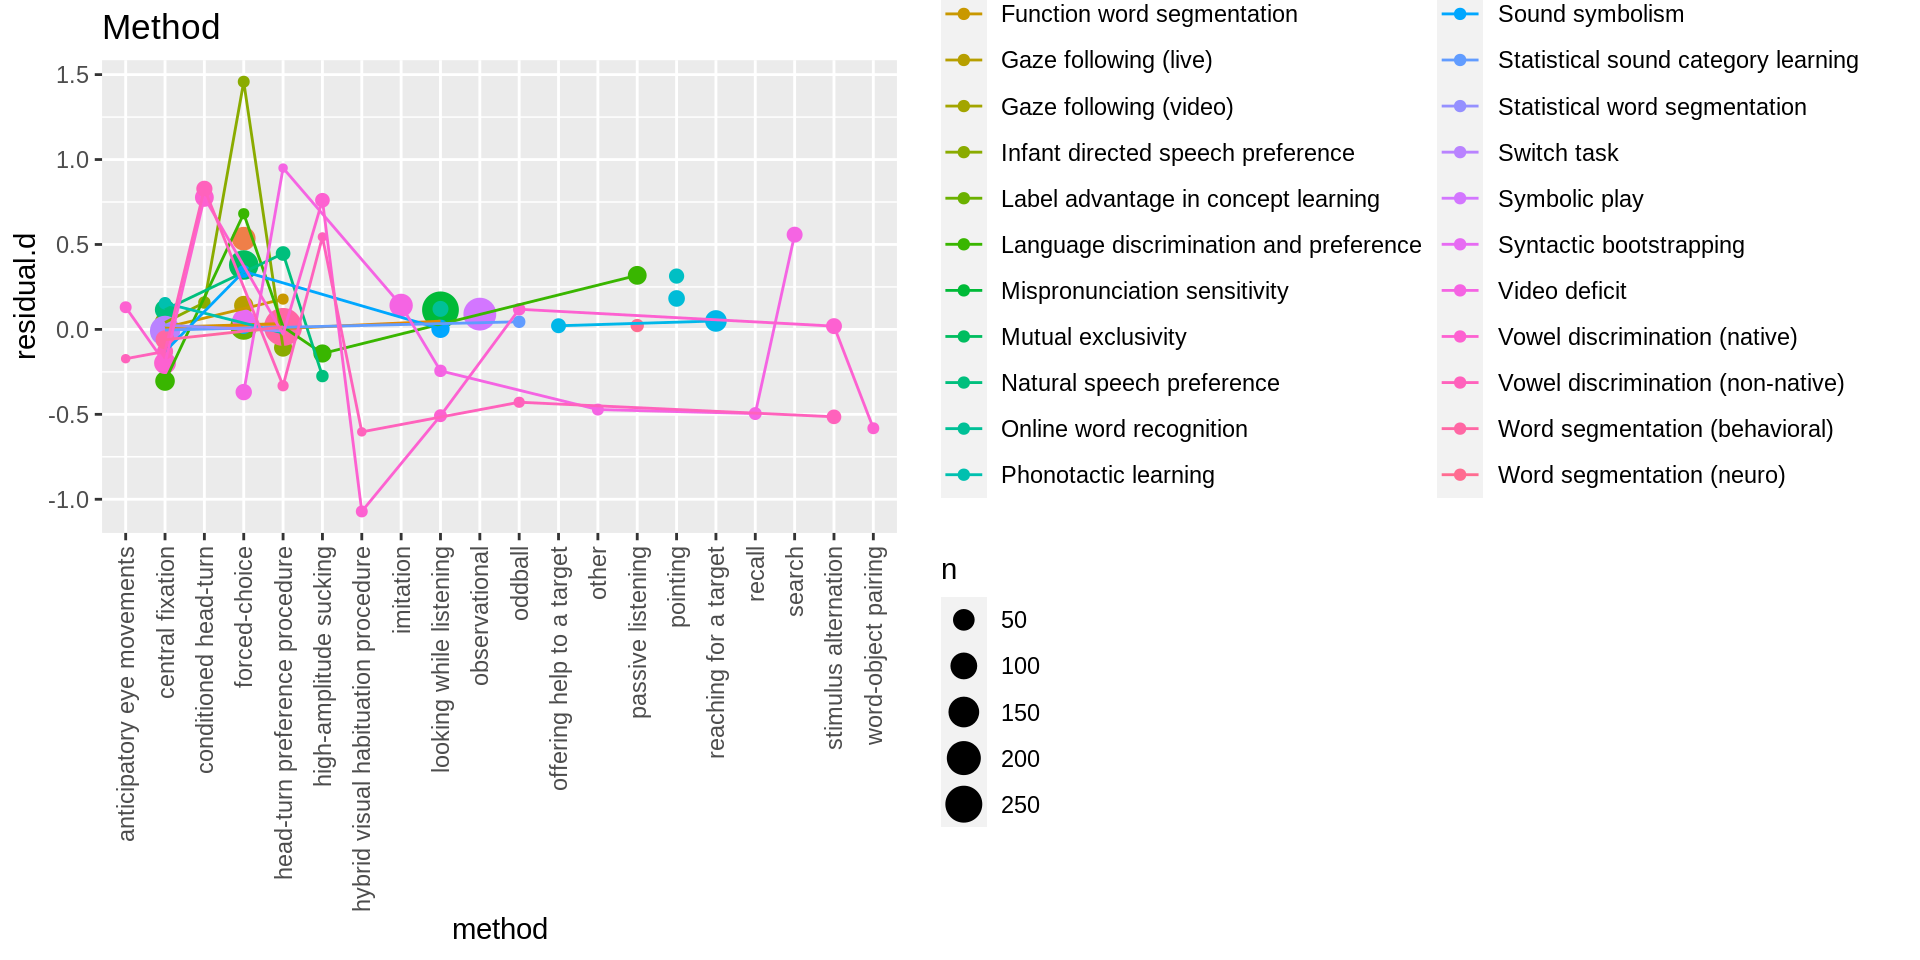 Method
1.5
1.0
0.5
0.0
-0.5
-1.0
residual.d
anticipatory eye movements
central fixation
conditioned head-turn
forced-choice
head-turn preference procedure
high-amplitude sucking
hybrid visual habituation procedure
imitation
looking while listening
observational
oddball
offering help to a target
other
passive listening
pointing
reaching for a target
recall
search
stimulus alternation
word-object pairing
method
Function word segmentation
Gaze following (live)
Gaze following (video)
Infant directed speech preference
Label advantage in concept learning
Language discrimination and preference
Mispronunciation sensitivity
Mutual exclusivity
Natural speech preference
Online word recognition
Phonotactic learning
Sound symbolism
Statistical sound category learning
Statistical word segmentation
Switch task
Symbolic play
Syntactic bootstrapping
Video deficit
Vowel discrimination (native)
Vowel discrimination (non-native)
Word segmentation (behavioral)
Word segmentation (neuro)
n
50
100
150
200
250